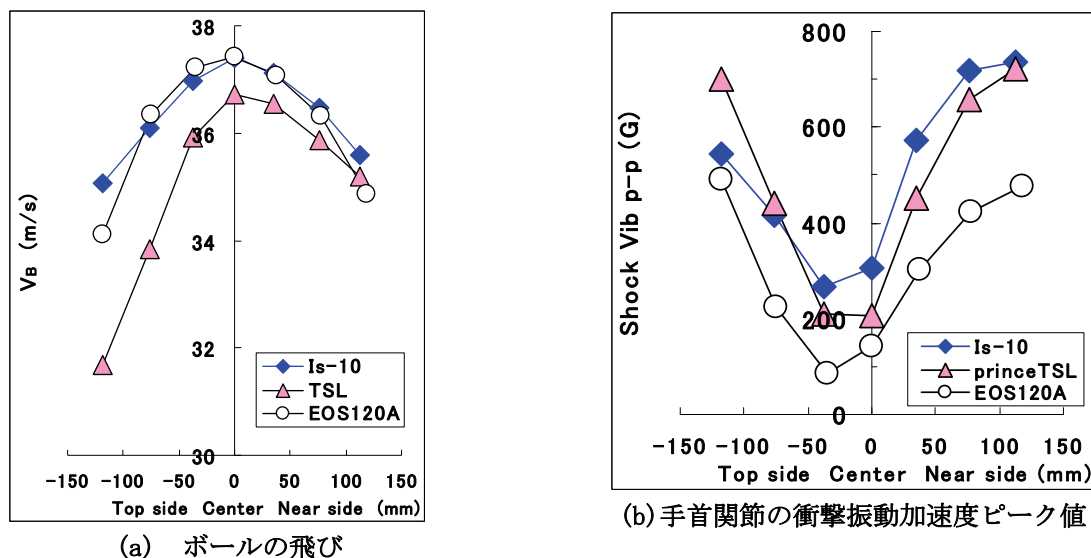 38
36
34
32
30
VB (m/s)
Is-10
TSL
EOS120A
-150 -100 -50 0 50 100 150
Top side Center Near side (mm)
(a) ボールの飛び
800
600
400
200
0
Shock Vib p-p (G)
Is-10
princeTSL
EOS120A
-150 -100 -50 0 50 100 150
Top side Center Near side (mm)
(b) 手首関節の衝撃振動加速度ピーク値